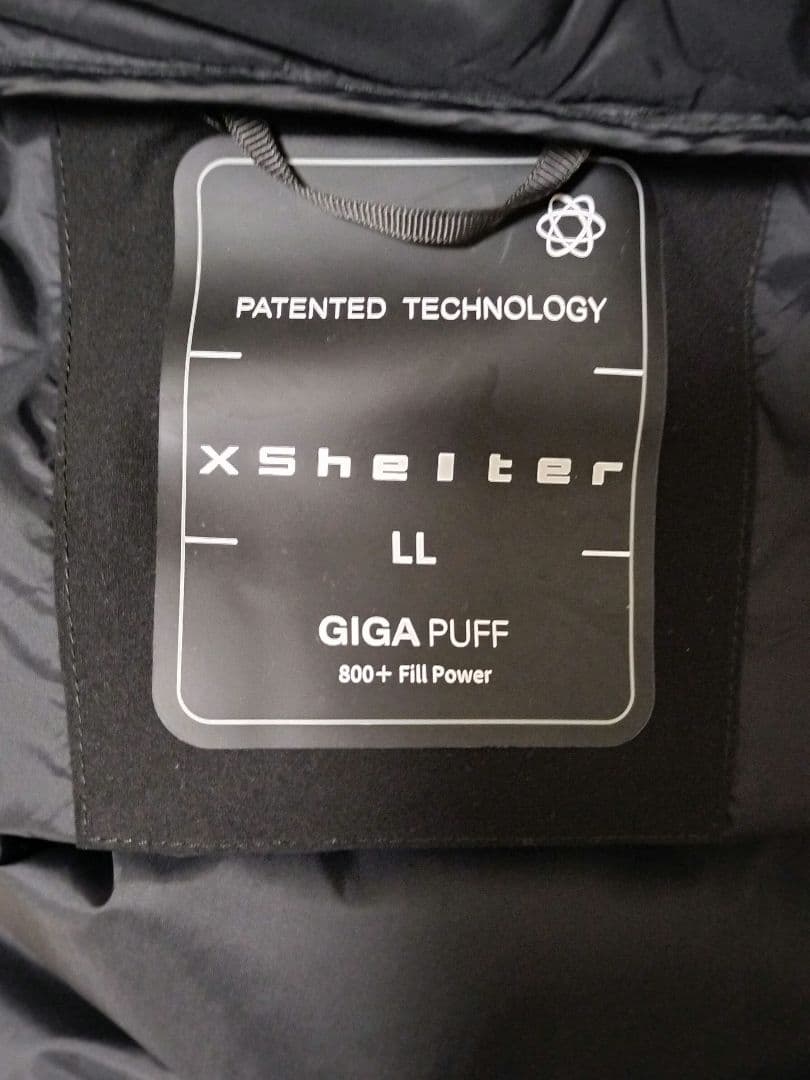 PATENTED TECHNOLOGY
XShelter
LL
GIGA PUFF
800+ Fill Power